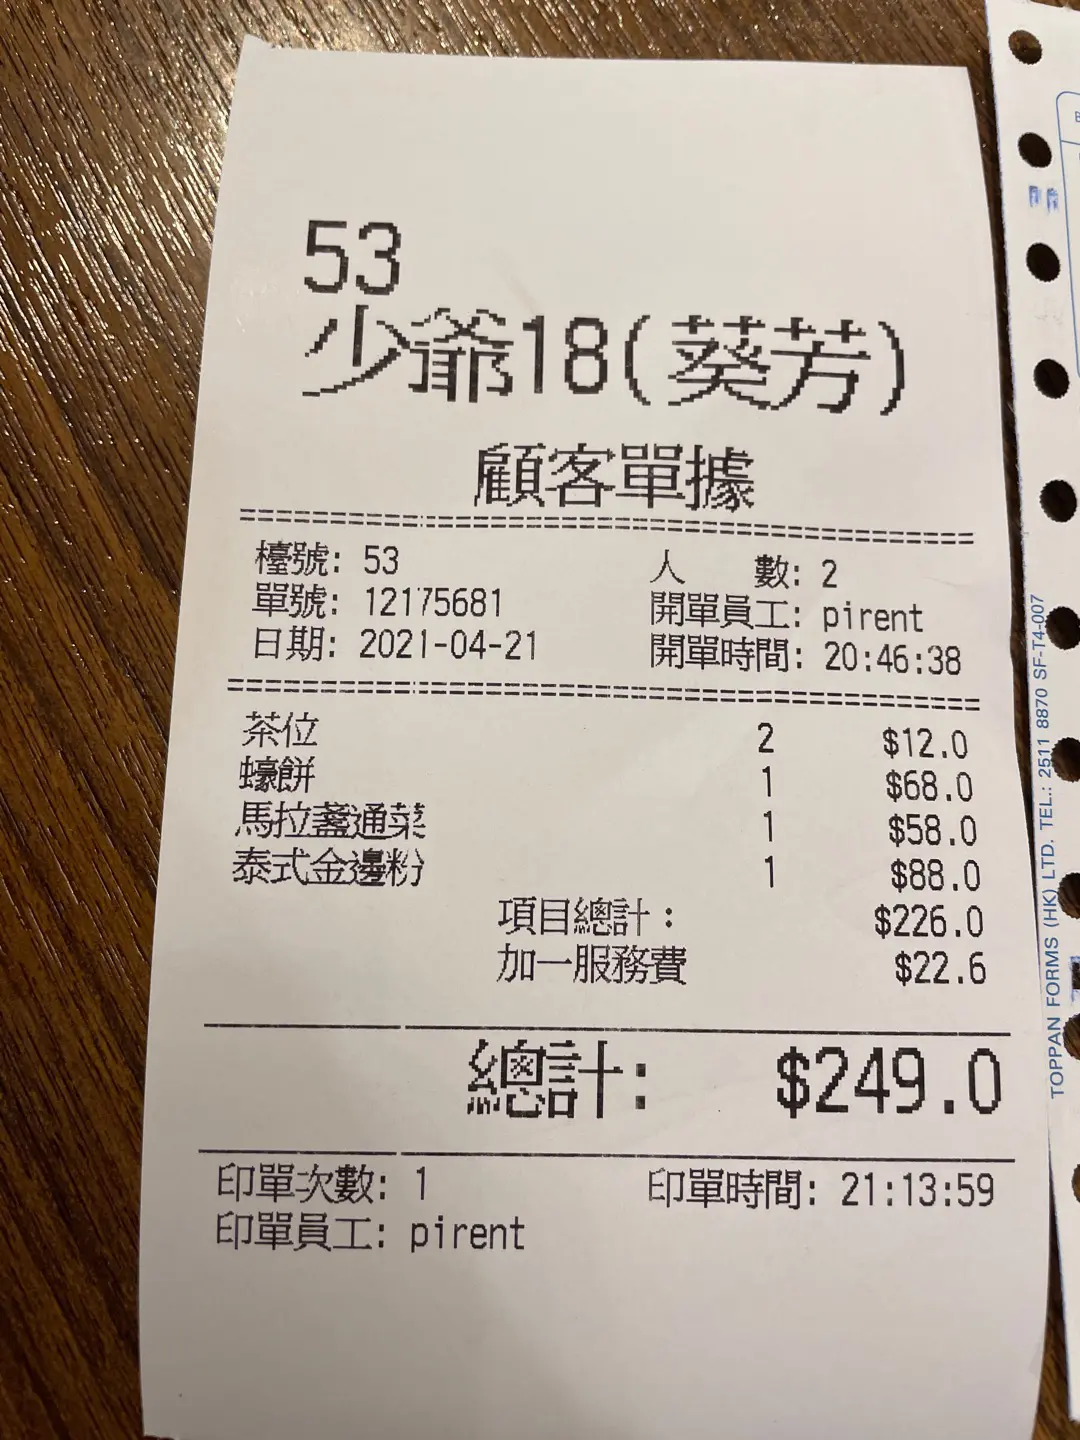 53
少爺18(葵芳)
顧客單據
檯號: 53 人 數: 2
單號: 12175681 開單員工: pirent
日期: 2021-04-21 開單時間: 20:46:38
茶位 2 $12.0
蠔餅 1 $68.0
馬拉盞通菜 1 $58.0
泰式金邊粉 1 $88.0
項目總計: $226.0
加一服務費 $22.6
總計: $249.0
印單次數: 1 印單時間: 21:13:59
印單員工: pirent
TOPPAN FORMS (HK) LTD. TEL.: 2511 8870 SF-T4-007